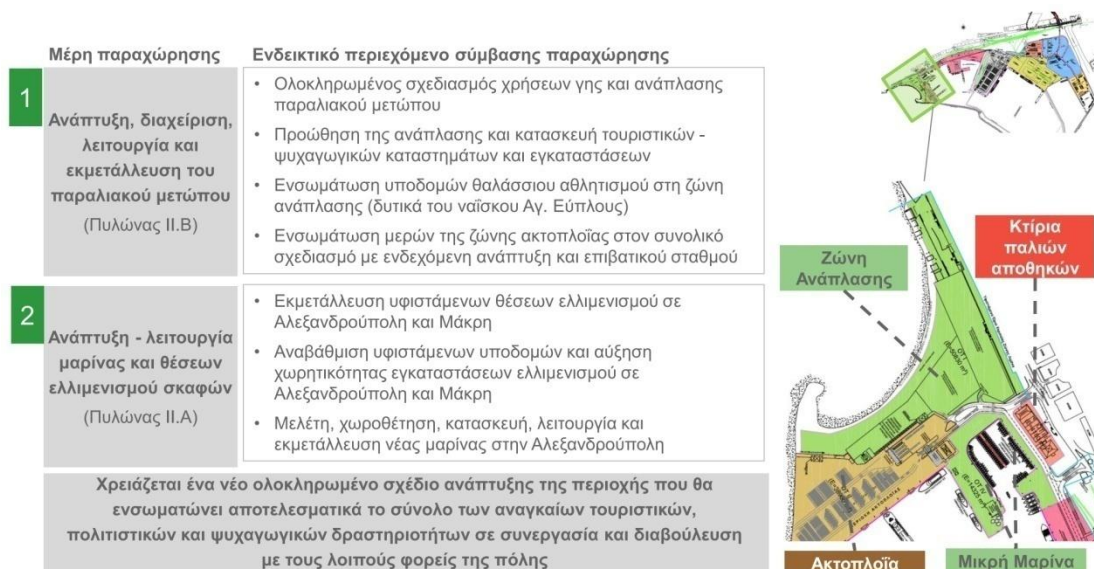 Μέρη παραχώρησης
Ενδεικτικό περιεχόμενο σύμβασης παραχώρησης
1
Ανάπτυξη, διαχείριση,
λειτουργία και
εκμετάλλευση του
παραλιακού μετώπου
(Πυλώνας ΙΙ.Β)
• Ολοκληρωμένος σχεδιασμός χρήσεων γης και ανάπλασης
παραλιακού μετώπου
• Προώθηση της ανάπλασης και κατασκευή τουριστικών -
ψυχαγωγικών καταστημάτων και εγκαταστάσεων
• Ενσωμάτωση υποδομών θαλάσσιου αθλητισμού στη ζώνη
ανάπλασης (δυτικά του ναΐσκου Αγ. Εύπλους)
• Ενσωμάτωση μερών της ζώνης ακτοπλοΐας στον συνολικό
σχεδιασμό με ενδεχόμενη ανάπτυξη και επιβατικού σταθμού
2
Ανάπτυξη - λειτουργία
μαρίνας και θέσεων
ελλιμενισμού σκαφών
(Πυλώνας ΙΙ.Α)
• Εκμετάλλευση υφιστάμενων θέσεων ελλιμενισμού σε
Αλεξανδρούπολη και Μάκρη
• Αναβάθμιση υφιστάμενων υποδομών και αύξηση
χωρητικότητας εγκαταστάσεων ελλιμενισμού σε
Αλεξανδρούπολη και Μάκρη
• Μελέτη, χωροθέτηση, κατασκευή, λειτουργία και
εκμετάλλευση νέας μαρίνας στην Αλεξανδρούπολη
Χρειάζεται ένα νέο ολοκληρωμένο σχέδιο ανάπτυξης της περιοχής που θα
ενσωματώνει αποτελεσματικά το σύνολο των αναγκαίων τουριστικών,
πολιτιστικών και ψυχαγωγικών δραστηριοτήτων σε συνεργασία και διαβούλευση
με τους λοιπούς φορείς της πόλης
Ζώνη
Ανάπλασης
Κτίρια
παλιών
αποθηκών
Ακτοπλοΐα
Μικρή Μαρίνα